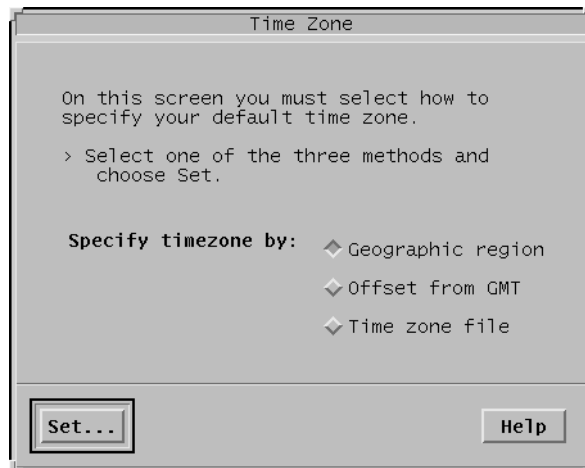 Time Zone
On this screen you must select how to
specify your default time zone.
> Select one of the three methods and
choose Set.
Specify timezone by:
Geographic region
Offset from GMT
Time zone file
Set...
Help